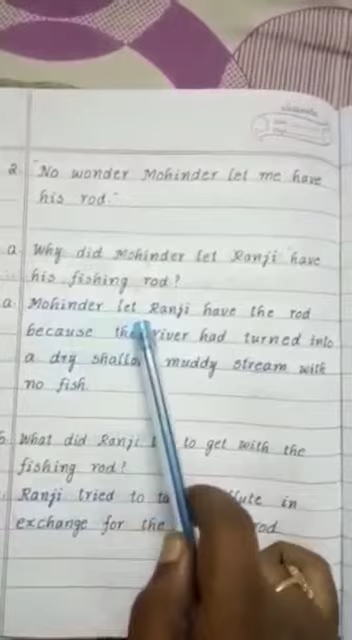 2. "No wonder Mohinder let me have
his rod."
a. Why did Mohinder let Ranji have
his fishing rod?
a. Mohinder let Ranji have the rod
because the river had turned into
a dry shallow muddy stream with
no fish.
b. What did Ranji to get with the
fishing rod?
Ranji tried to in
exchange for the rod